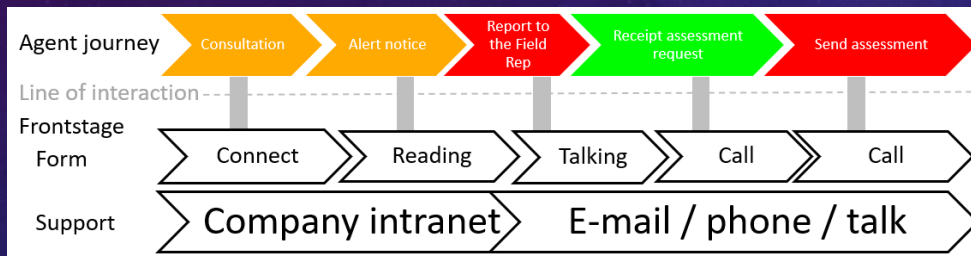 Agent journey
Consultation
Alert notice
Report to
the Field
Rep
Receipt assessment
request
Send assessment
Line of interaction
Frontstage
Form
Connect
Reading
Talking
Call
Call
Support
Company intranet
E-mail / phone / talk